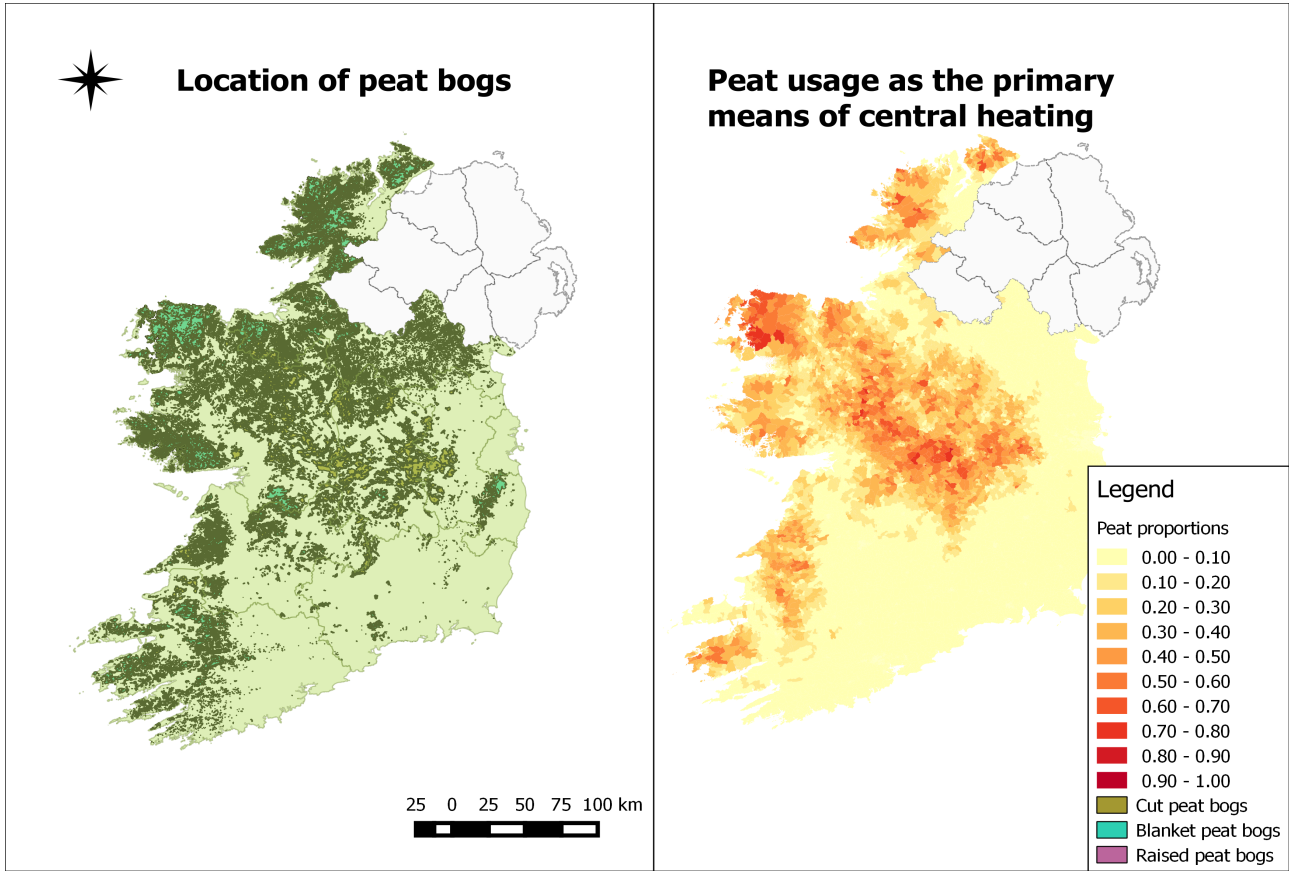 Location of peat bogs
Peat usage as the primary
means of central heating
25 0 25 50 75 100 km
Legend
Peat proportions
0.00 - 0.10
0.10 - 0.20
0.20 - 0.30
0.30 - 0.40
0.40 - 0.50
0.50 - 0.60
0.60 - 0.70
0.70 - 0.80
0.80 - 0.90
0.90 - 1.00
Cut peat bogs
Blanket peat bogs
Raised peat bogs